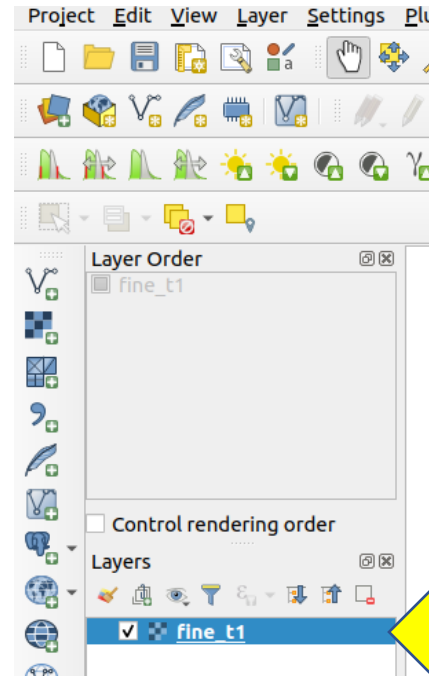 Project Edit View Layer Settings Plu
a
Layer Order
fine_t1
Control rendering order
Layers
fine_t1